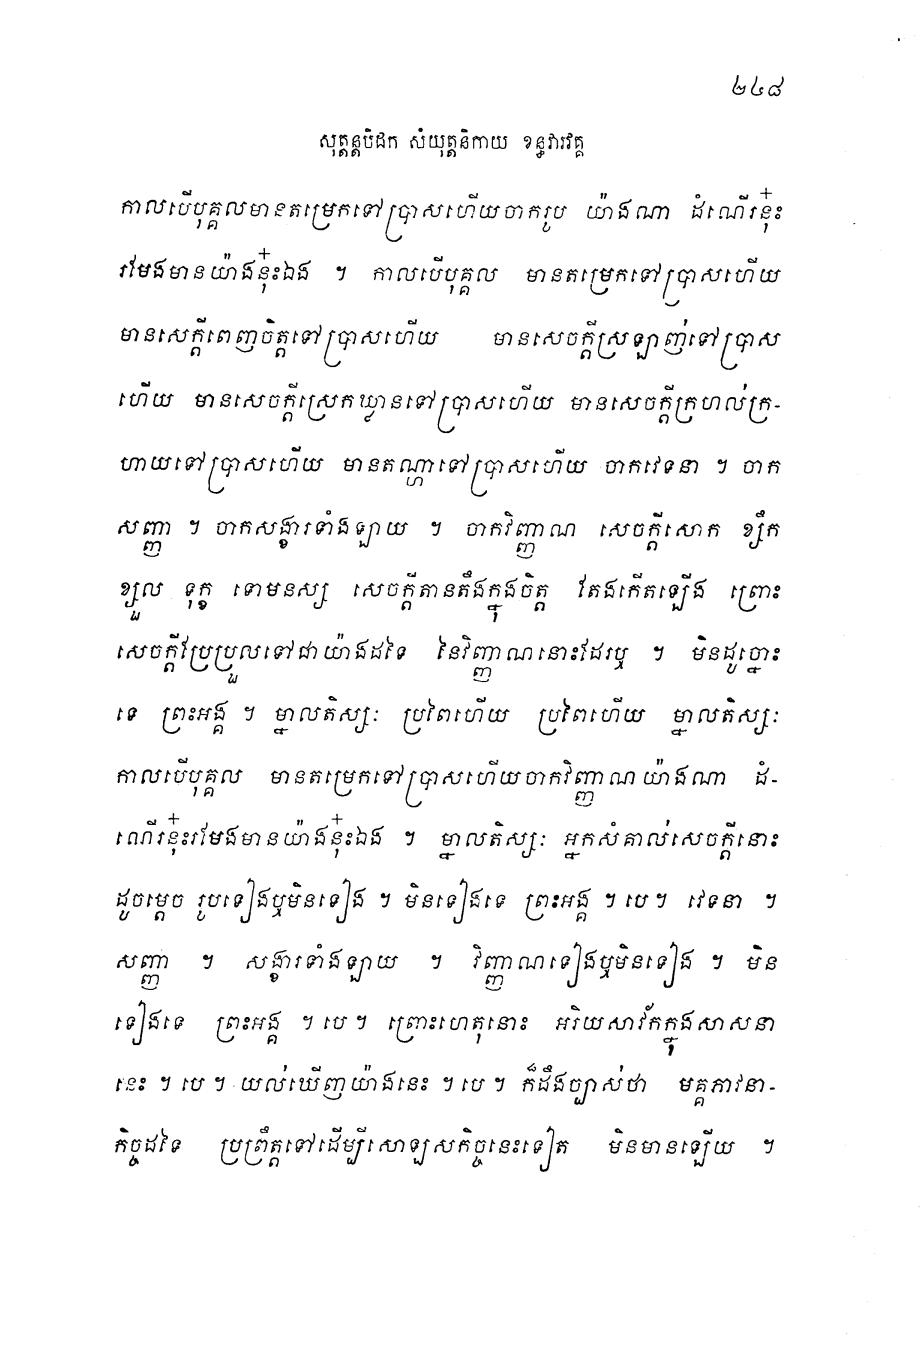 ២៤៨
សុត្តន្តបិដក សំយុត្តនិកាយ ខន្ធវារវគ្គ
កាលបើបុគ្គលមានតម្រេកទៅប្រាសហើយចាករូប យ៉ាងណា ដំណើរនុ៎ះ
រមែងមានយ៉ាងនុ៎ះឯង ។ កាលបើបុគ្គល មានតម្រេកទៅប្រាសហើយ
មានសេក្តីពេញចិត្តទៅប្រាសហើយ មានសេចក្តីស្រឡាញ់ទៅប្រាស
ហើយ មានសេចក្តីស្រេកឃ្លានទៅប្រាសហើយ មានសេចក្តីក្រហល់ក្រ-
ហាយទៅប្រាសហើយ មានតណ្ហាទៅប្រាសហើយ ចាកវេទនា ។ ចាក
សញ្ញា ។ ចាកសង្ខារទាំងឡាយ ។ ចាកវិញ្ញាណ សេចក្តីសោក ខ្សឹក
ខ្សួល ទុក្ខ ទោមនស្ស សេចក្តីតានតឹងក្នុងចិត្ត តែងកើតឡើង ព្រោះ
សេចក្តីប្រែប្រួលទៅជាយ៉ាងដទៃ នៃវិញ្ញាណនោះដែរឬ ។ មិនដូច្នោះ
ទេ ព្រះអង្គ ។ ម្នាលតិស្សៈ ប្រពៃហើយ ប្រពៃហើយ ម្នាលតិស្សៈ
កាលបើបុគ្គល មានតម្រេកទៅប្រាសហើយចាកវិញ្ញាណយ៉ាងណា ដំ-
ណើរនុ៎ះរមែងមានយ៉ាងនុ៎ះឯង ។ ម្នាលតិស្សៈ អ្នកសំគាល់សេចក្តីនោះ
ដូចម្តេច រូបទៀងឬមិនទៀង ។ មិនទៀងទេ ព្រះអង្គ ។ បេ ។ វេទនា ។
សញ្ញា ។ សង្ខារទាំងឡាយ ។ វិញ្ញាណទៀងឬមិនទៀង ។ មិន
ទៀងទេ ព្រះអង្គ ។ បេ ។ ព្រោះហេតុនោះ អរិយសាវ័កក្នុងសាសនា
នេះ ។ បេ ។ យល់ឃើញយ៉ាងនេះ ។ បេ ។ ក៏ដឹងច្បាស់ថា មគ្គភាវនា-
កិច្ចដទៃ ប្រព្រឹត្តទៅដើម្បីសោឡសកិច្ចនេះទៀត មិនមានឡើយ ។